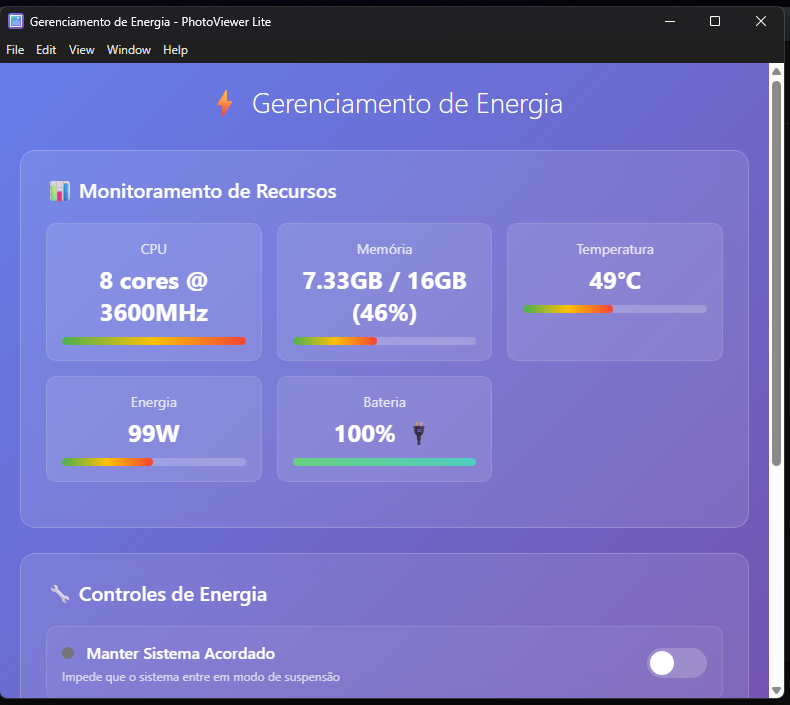 Gerenciamento de Energia - PhotoViewer Lite
File Edit View Window Help
Gerenciamento de Energia
Monitoramento de Recursos
CPU
8 cores @
3600MHz
Memória
7.33GB / 16GB
(46%)
Temperatura
49°C
Energia
99W
Bateria
100%
Controles de Energia
Manter Sistema Acordado
Impede que o sistema entre em modo de suspensão